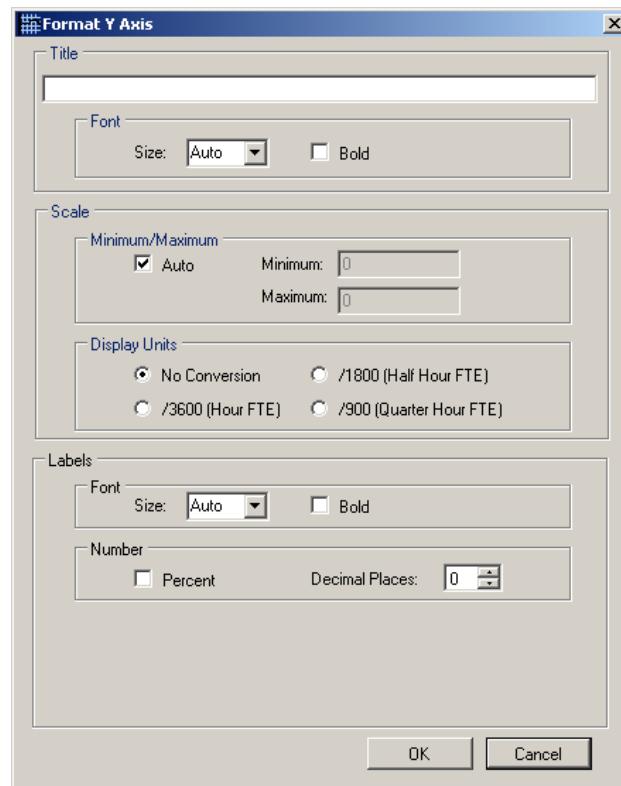 Format Y Axis
Title
Font
Size: Auto Bold
Scale
Minimum/Maximum
Auto Minimum: 0
Maximum: 0
Display Units
No Conversion /1800 (Half Hour FTE)
/3600 (Hour FTE) /900 (Quarter Hour FTE)
Labels
Font
Size: Auto Bold
Number
Percent Decimal Places: 0
OK Cancel